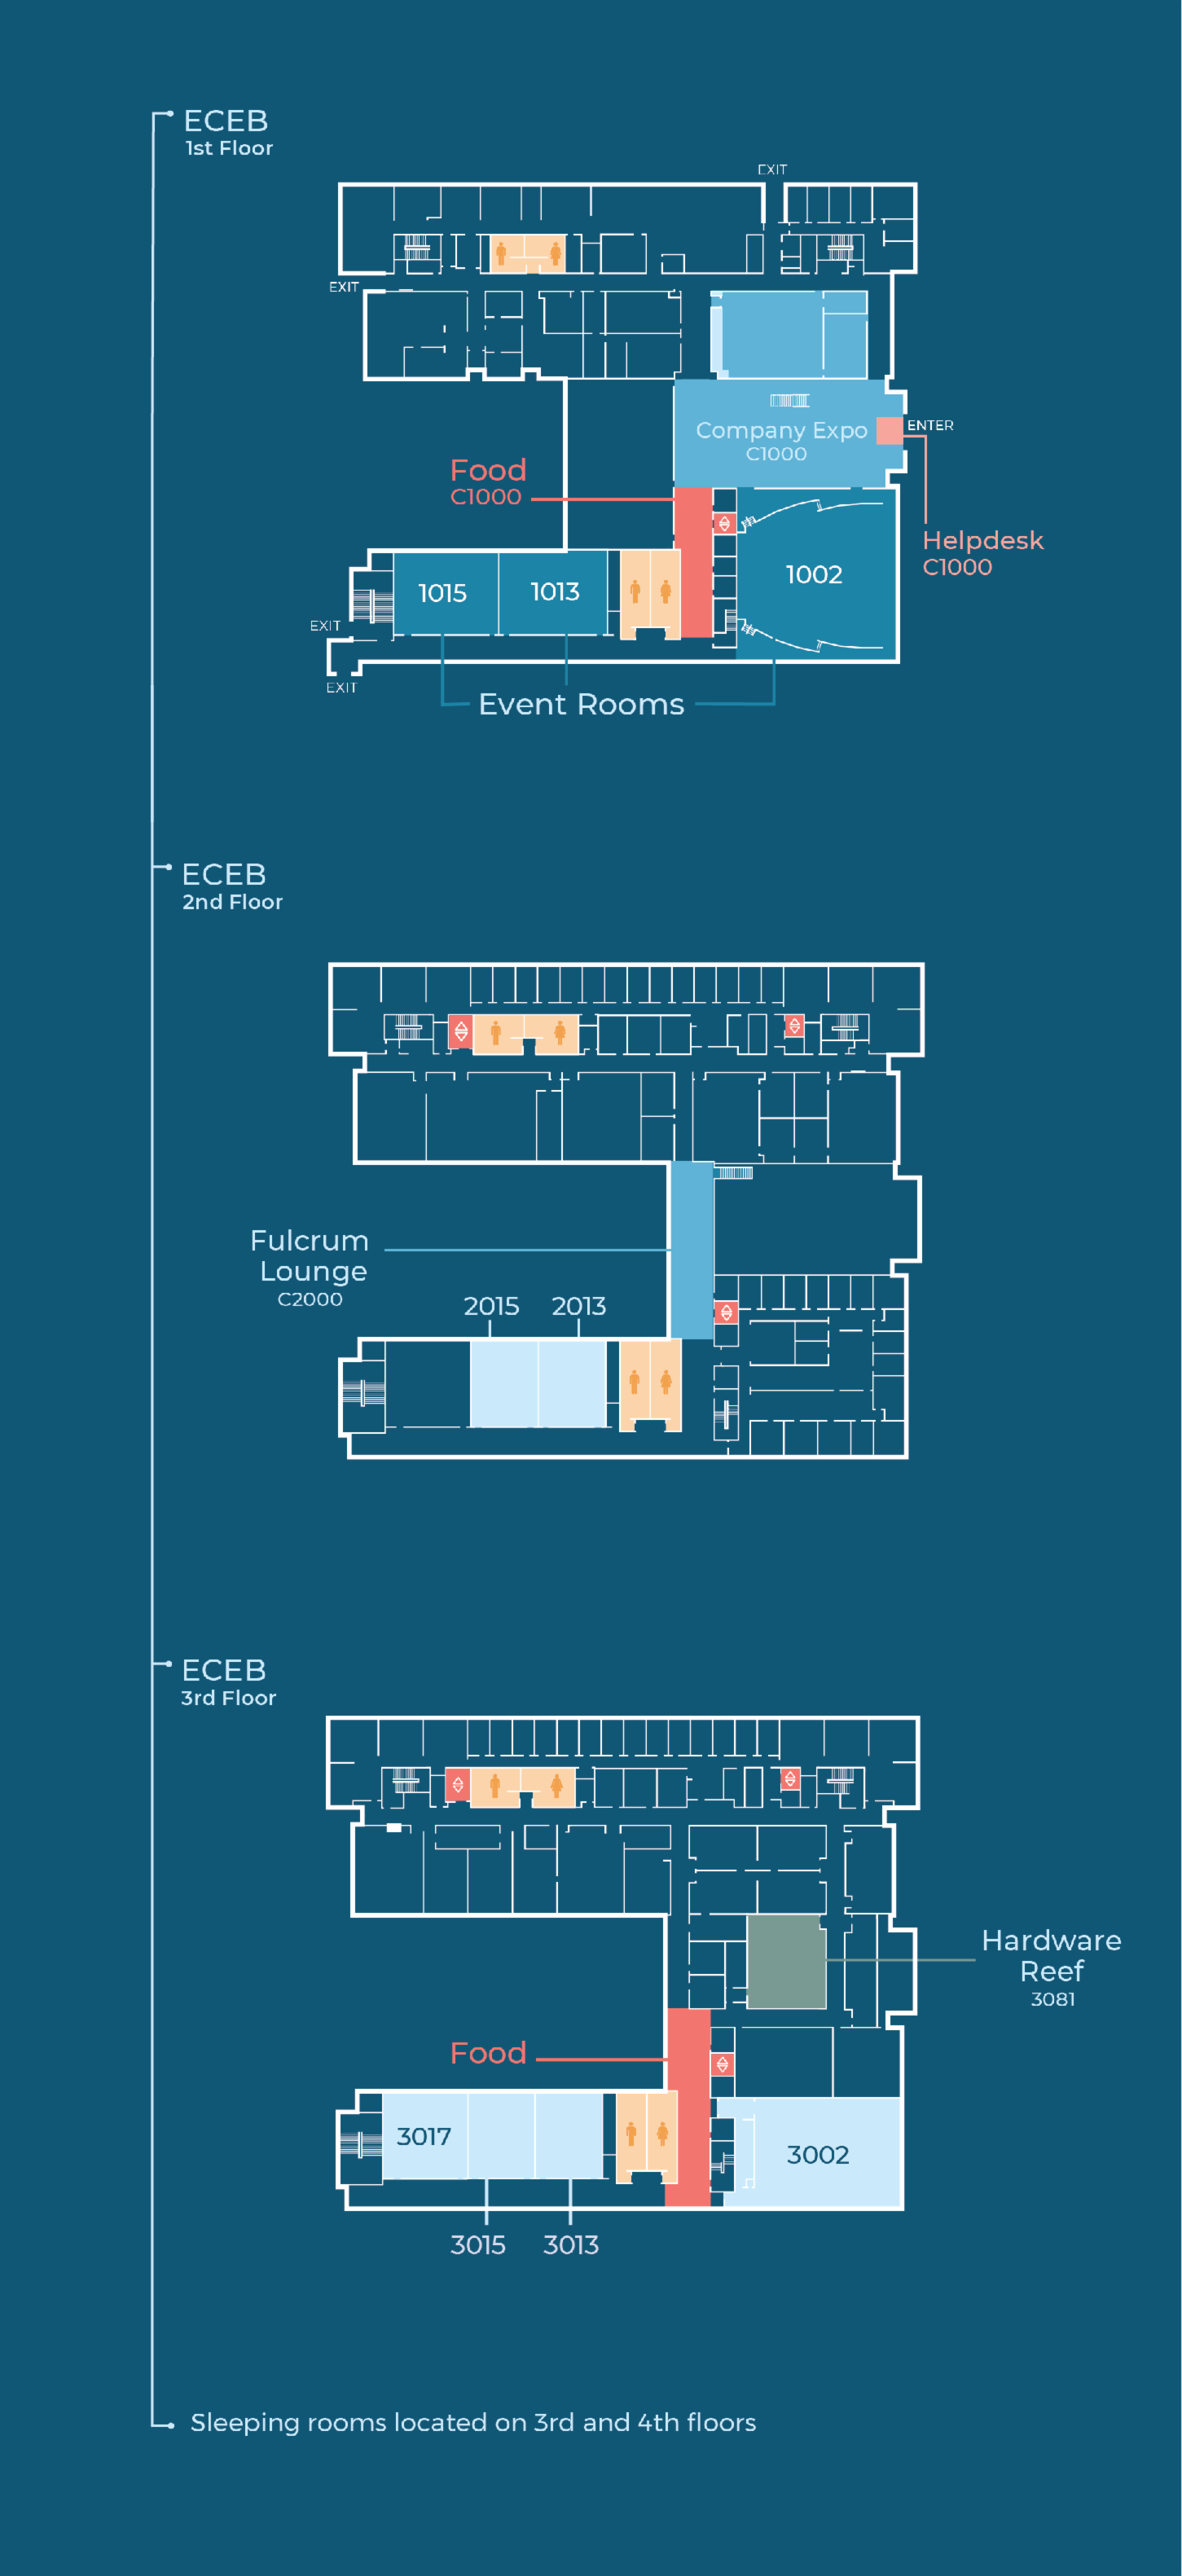 ECEB
1st Floor
EXIT
EXIT
Company Expo
C1000
ENTER
Food
C1000
Helpdesk
C1000
1015
1013
1002
EXIT
EXIT
Event Rooms
ECEB
2nd Floor
Fulcrum
Lounge
C2000
2015
2013
ECEB
3rd Floor
Hardware
Reef
3081
Food
3017
3002
3015
3013
Sleeping rooms located on 3rd and 4th floors